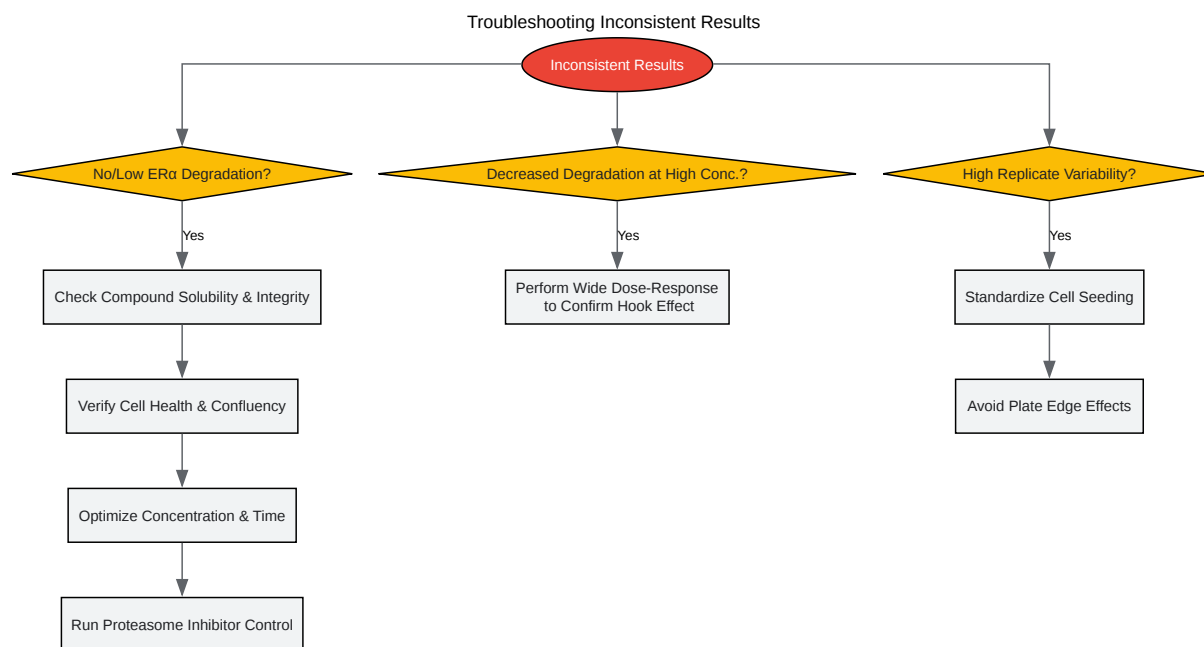 Troubleshooting Inconsistent Results
Inconsistent Results
No/Low ERα Degradation?
Decreased Degradation at High Conc.?
High Replicate Variability?
Yes
Yes
Yes
Check Compound Solubility & Integrity
Perform Wide Dose-Response
to Confirm Hook Effect
Standardize Cell Seeding
Verify Cell Health & Confluency
Avoid Plate Edge Effects
Optimize Concentration & Time
Run Proteasome Inhibitor Control